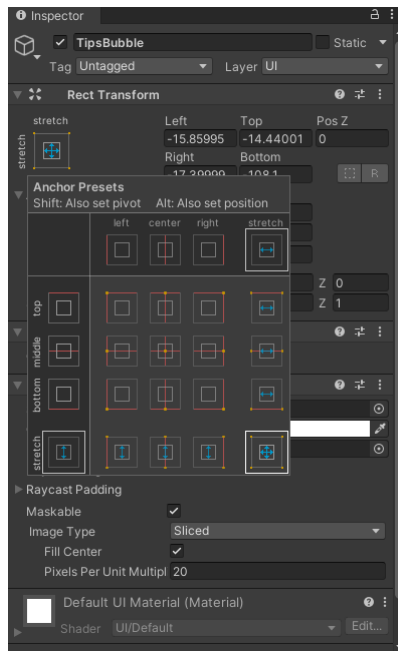 Inspector
TipsBubble
Static
Tag Untagged Layer UI
Rect Transform
stretch Left Top Pos Z
stretch
-15.85995 -14.44001 0
Right Bottom
-17.39999 -108.1
R
Anchor Presets
Shift: Also set pivot Alt: Also set position
left center right stretch
top
middle
bottom
stretch
Z 0
Z 1
Raycast Padding
Maskable
Image Type Sliced
Fill Center
Pixels Per Unit Multipl 20
Default UI Material (Material)
Shader UI/Default Edit...